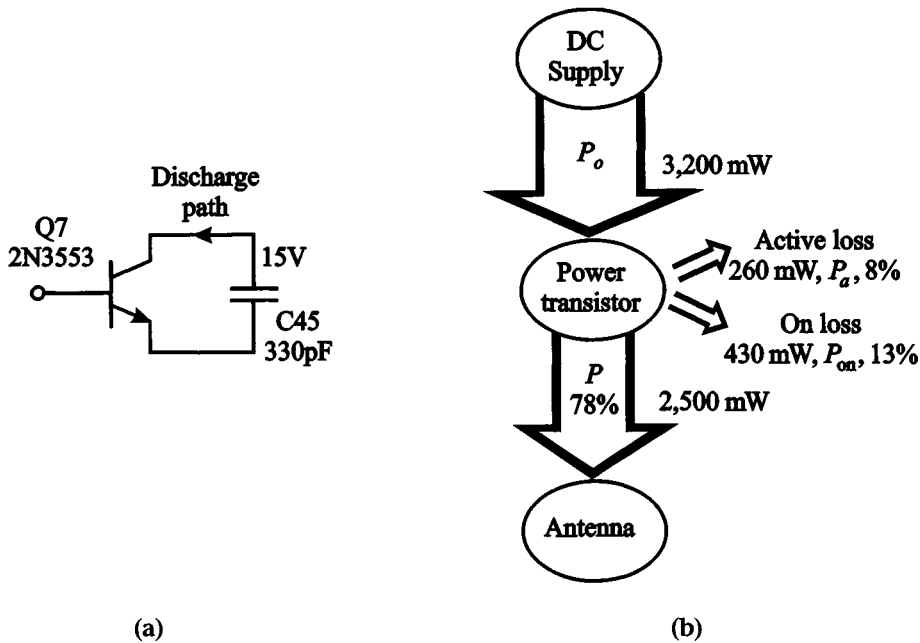 Discharge
path
Q7
2N3553
15V
C45
330pF
(a)
DC
Supply
P_o
3,200 mW
Power
transistor
Active loss
260 mW, P_a, 8%
On loss
430 mW, P_on, 13%
P
78%
2,500 mW
Antenna
(b)